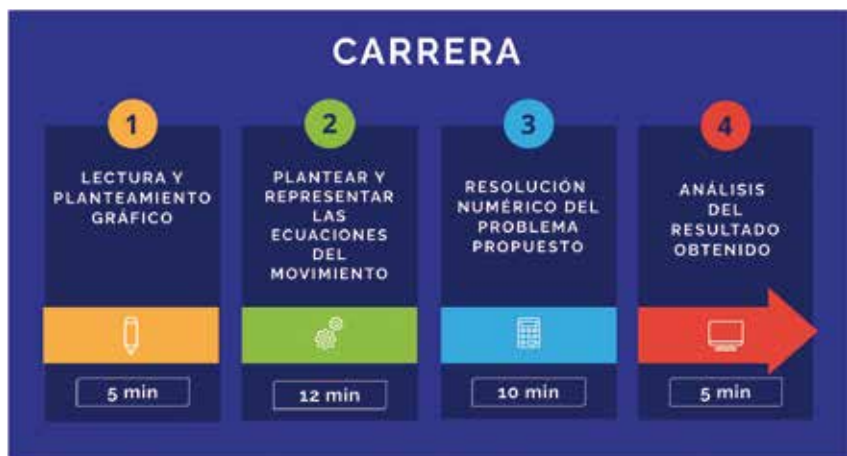 CARRERA
1
LECTURA Y
PLANTEAMIENTO
GRÁFICO
5 min
2
PLANTEAR Y
REPRESENTAR
LAS
ECUACIONES
DEL
MOVIMIENTO
12 min
3
RESOLUCIÓN
NUMÉRICO DEL
PROBLEMA
PROPUESTO
10 min
4
ANÁLISIS
DEL
RESULTADO
OBTENIDO
5 min